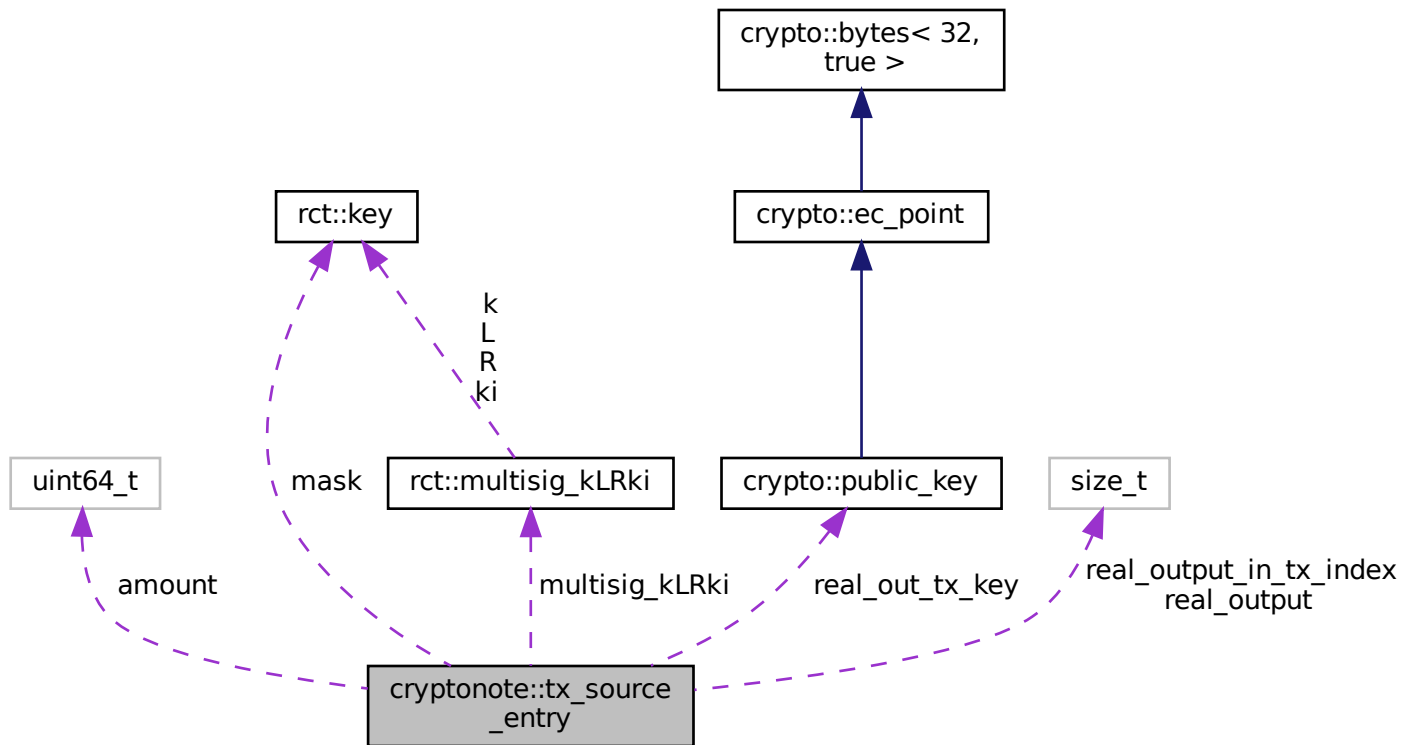 crypto::bytes< 32,
true >
rct::key
crypto::ec_point
k
L
R
ki
uint64_t
mask
rct::multisig_kLRki
crypto::public_key
size_t
amount
multisig_kLRki
real_out_tx_key
real_output_in_tx_index
real_output
cryptonote::tx_source
_entry